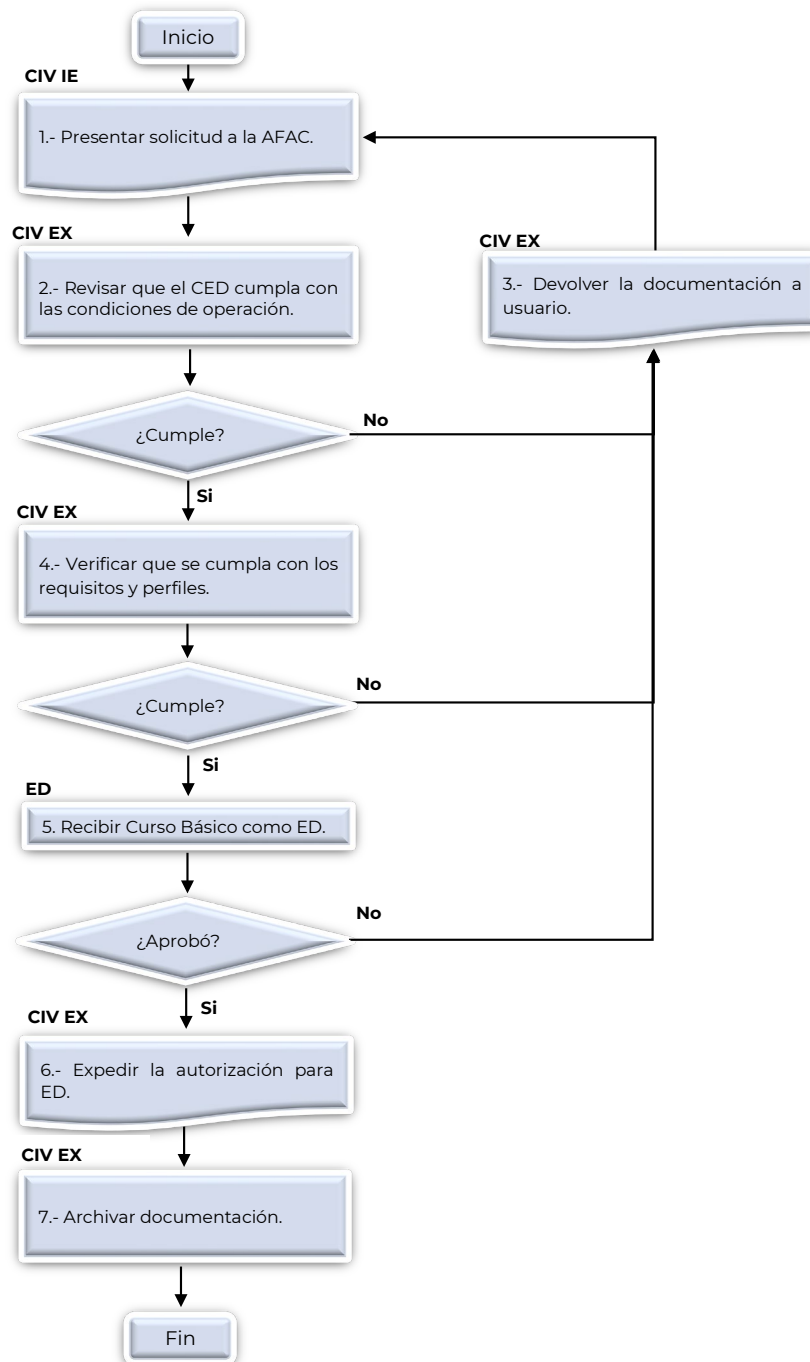 Inicio
CIV IE
1.- Presentar solicitud a la AFAC.
CIV EX
2.- Revisar que el CED cumpla con
las condiciones de operación.
CIV EX
3.- Devolver la documentación a
usuario.
¿Cumple?
No
Si
CIV EX
4.- Verificar que se cumpla con los
requisitos y perfiles.
¿Cumple?
No
Si
ED
5. Recibir Curso Básico como ED.
¿Aprobó?
No
Si
CIV EX
6.- Expedir la autorización para
ED.
CIV EX
7.- Archivar documentación.
Fin